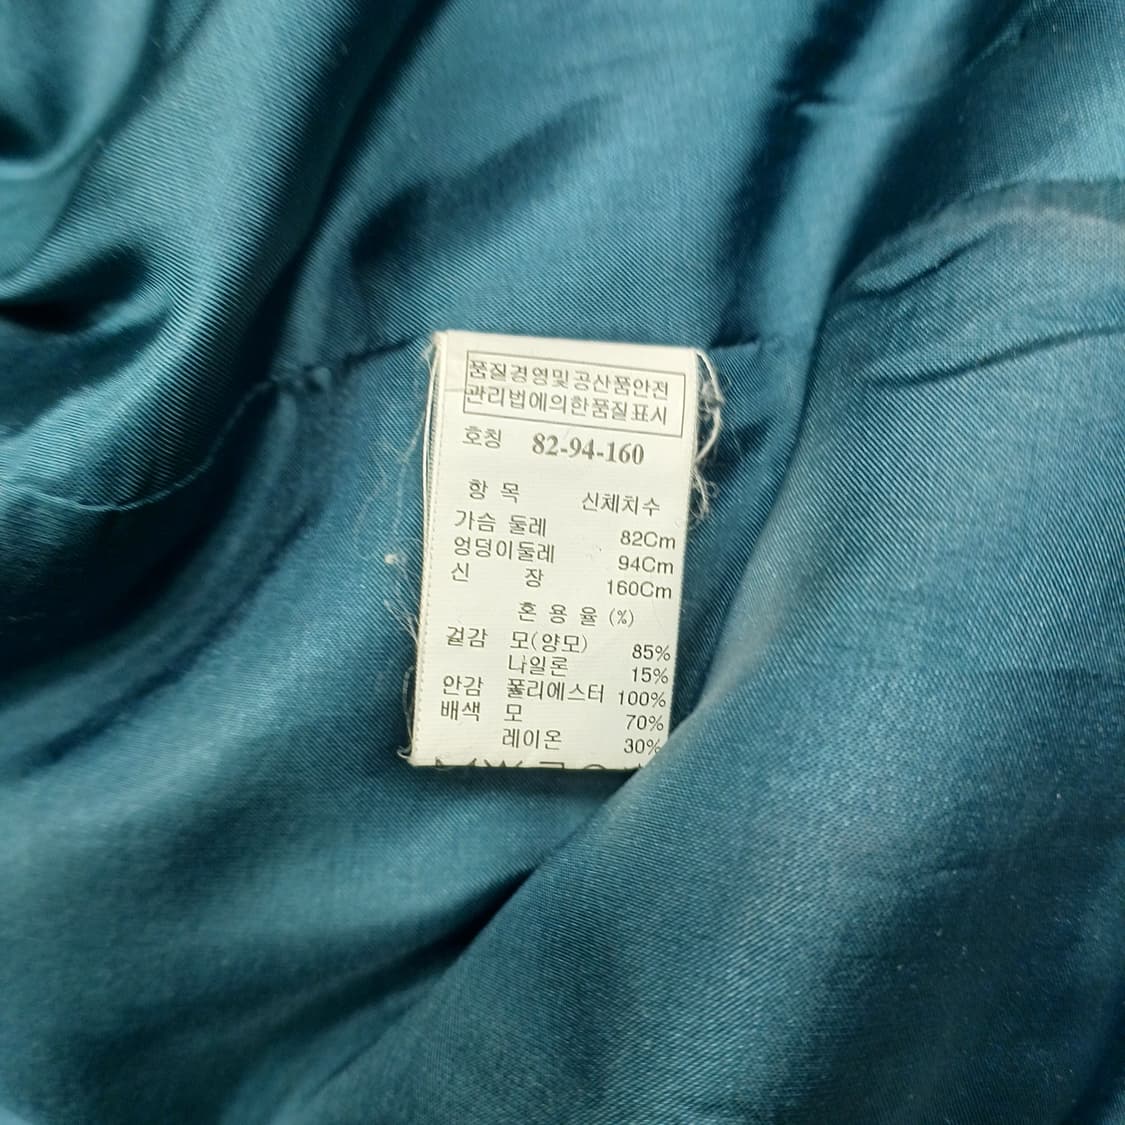 품질경영및공산품안전
관리법에의한품질표시
호칭 82-94-160
항 목 신체치수
가슴 둘레 82Cm
엉덩이둘레 94Cm
신 장 160Cm
혼 용 율 (%)
겉감 모(양모) 85%
나일론 15%
안감 폴리에스터 100%
배색 모 70%
레이온 30%